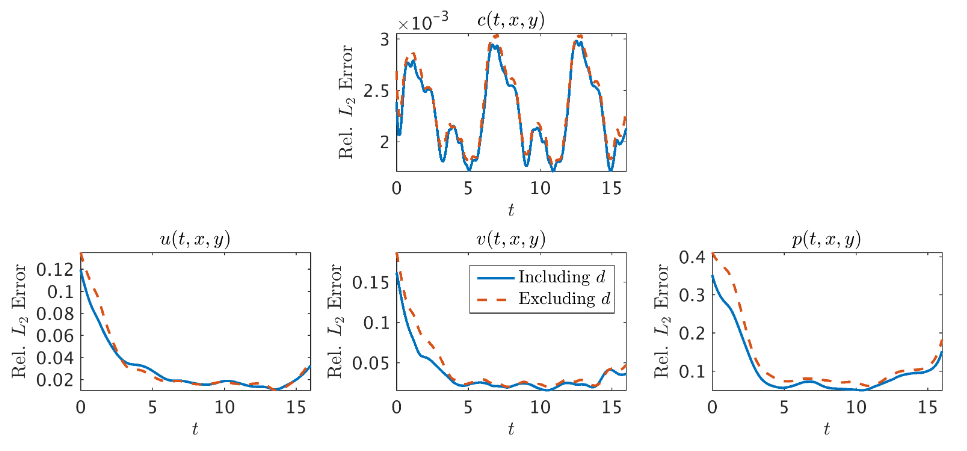 ×10⁻³
c(t, x, y)
Rel. L₂ Error
3
2.5
2
0 5 10 15
t
u(t, x, y)
Rel. L₂ Error
0.12
0.1
0.08
0.06
0.04
0.02
0 5 10 15
t
v(t, x, y)
Rel. L₂ Error
0.15
0.1
0.05
Including d
Excluding d
0 5 10 15
t
p(t, x, y)
Rel. L₂ Error
0.4
0.3
0.2
0.1
0 5 10 15
t